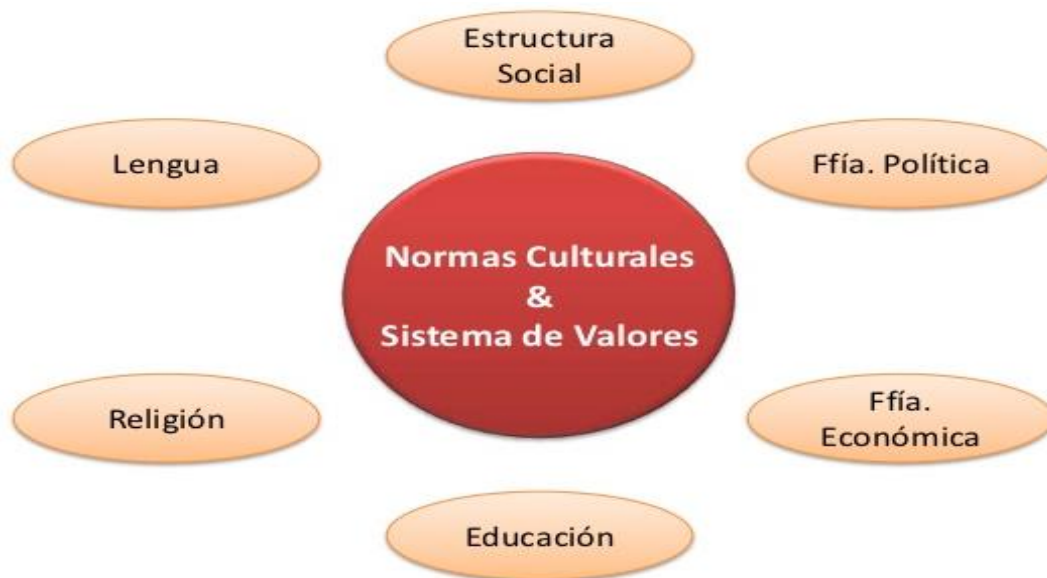 Estructura
Social
Lengua
Ffía. Política
Normas Culturales
&
Sistema de Valores
Religión
Ffía.
Económica
Educación